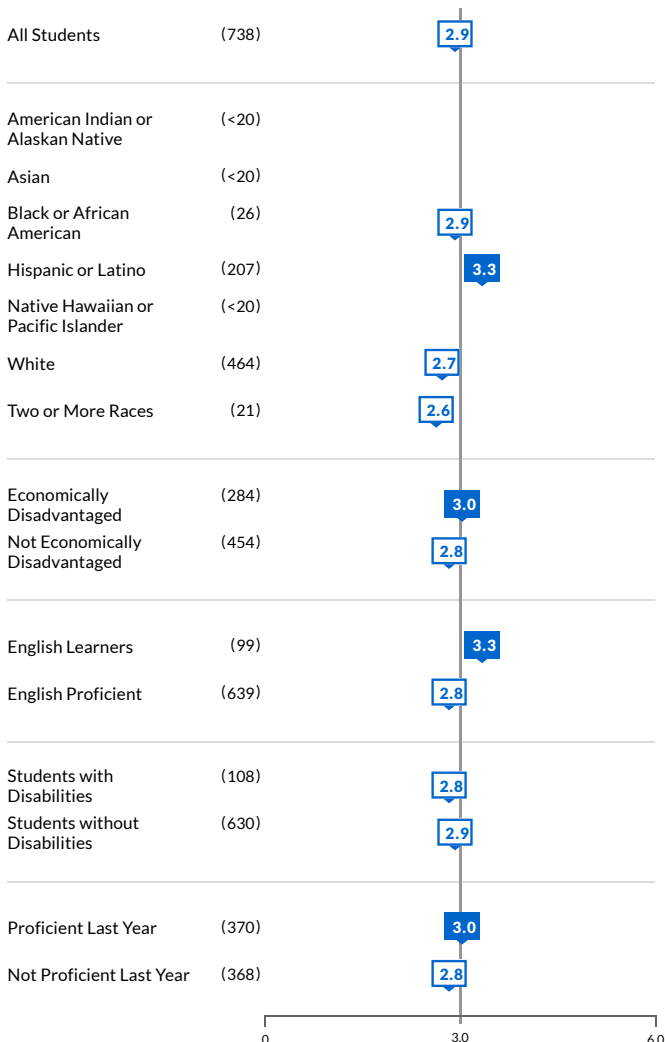 All Students (738) 2.9
American Indian or (<20)
Alaskan Native
Asian (<20)
Black or African (26) 2.9
American
Hispanic or Latino (207) 3.3
Native Hawaiian or (<20)
Pacific Islander
White (464) 2.7
Two or More Races (21) 2.6
Economically (284) 3.0
Disadvantaged
Not Economically (454) 2.8
Disadvantaged
English Learners (99) 3.3
English Proficient (639) 2.8
Students with (108) 2.8
Disabilities
Students without (630) 2.9
Disabilities
Proficient Last Year (370) 3.0
Not Proficient Last Year (368) 2.8
0 3.0 6.0